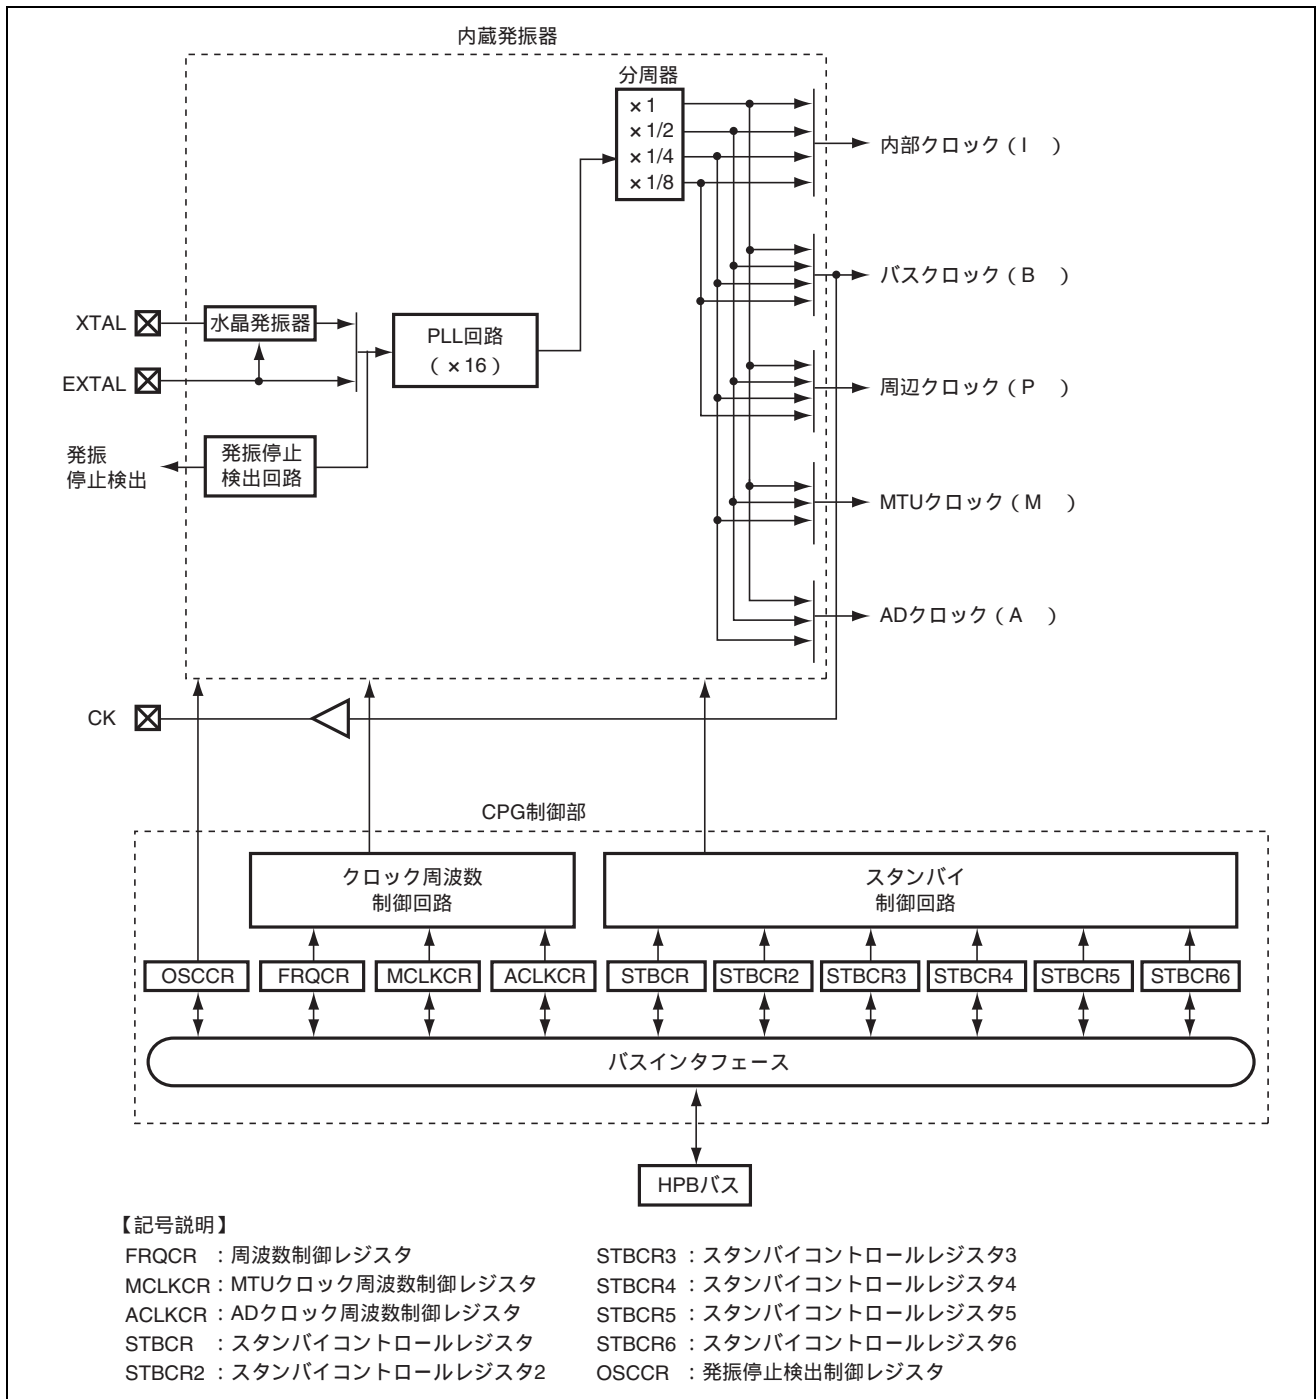 内蔵発振器
分周器
×1
×1/2
×1/4
×1/8
内部クロック（I　）
バスクロック（B　）
XTAL
水晶発振器
PLL回路
（×16）
EXTAL
周辺クロック（P　）
発振
停止検出
発振停止
検出回路
MTUクロック（M　）
ADクロック（A　）
CK
CPG制御部
クロック周波数
制御回路
スタンバイ
制御回路
OSCCR
FRQCR
MCLKCR
ACLKCR
STBCR
STBCR2
STBCR3
STBCR4
STBCR5
STBCR6
バスインタフェース
HPBバス
【記号説明】
FRQCR ：周波数制御レジスタ
MCLKCR：MTUクロック周波数制御レジスタ
ACLKCR：ADクロック周波数制御レジスタ
STBCR ：スタンバイコントロールレジスタ
STBCR2 ：スタンバイコントロールレジスタ2
STBCR3 ：スタンバイコントロールレジスタ3
STBCR4 ：スタンバイコントロールレジスタ4
STBCR5 ：スタンバイコントロールレジスタ5
STBCR6 ：スタンバイコントロールレジスタ6
OSCCR ：発振停止検出制御レジスタ